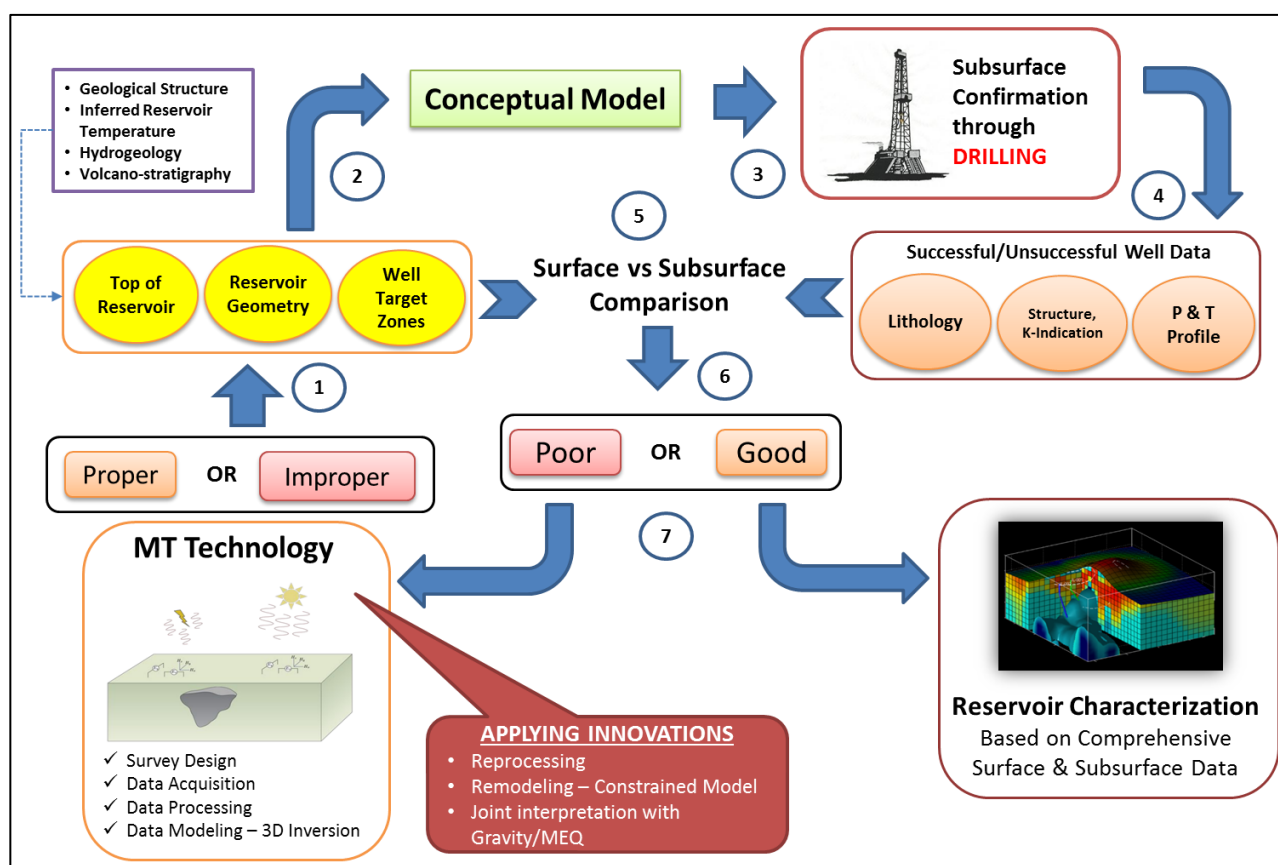 • Geological Structure
• Inferred Reservoir
Temperature
• Hydrogeology
• Volcano-stratigraphy
Conceptual Model
Subsurface
Confirmation
through
DRILLING
2
3
4
5
Top of
Reservoir
Reservoir
Geometry
Well
Target
Zones
Surface vs Subsurface
Comparison
Successful/Unsuccessful Well Data
Lithology
Structure,
K-Indication
P & T
Profile
1
6
Proper OR Improper
Poor OR Good
7
MT Technology
✓ Survey Design
✓ Data Acquisition
✓ Data Processing
✓ Data Modeling – 3D Inversion
APPLYING INNOVATIONS
• Reprocessing
• Remodeling – Constrained Model
• Joint interpretation with
Gravity/MEQ
Reservoir Characterization
Based on Comprehensive
Surface & Subsurface Data